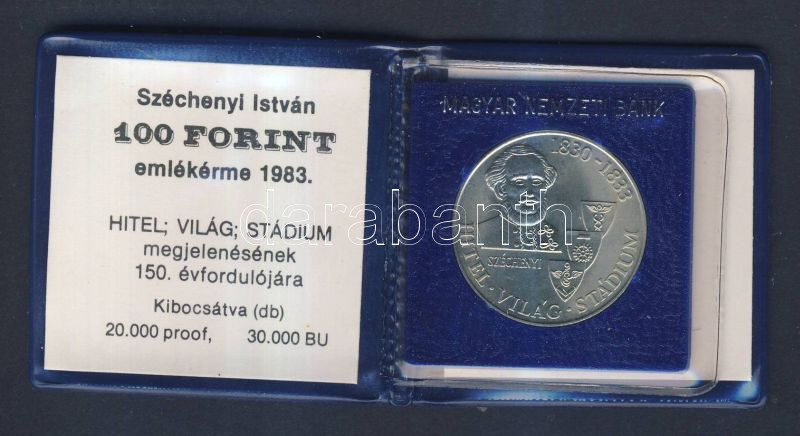 Széchenyi István
100 FORINT
emlékérme 1983.
HITEL; VILÁG; STÁDIUM
megjelenésének
150. évfordulójára
Kibocsátva (db)
20.000 proof, 30.000 BU
MAGYAR NEMZETI BANK
1830-1833
SZÉCHENYI
HITEL · VILÁG · STÁDIUM
darabanth